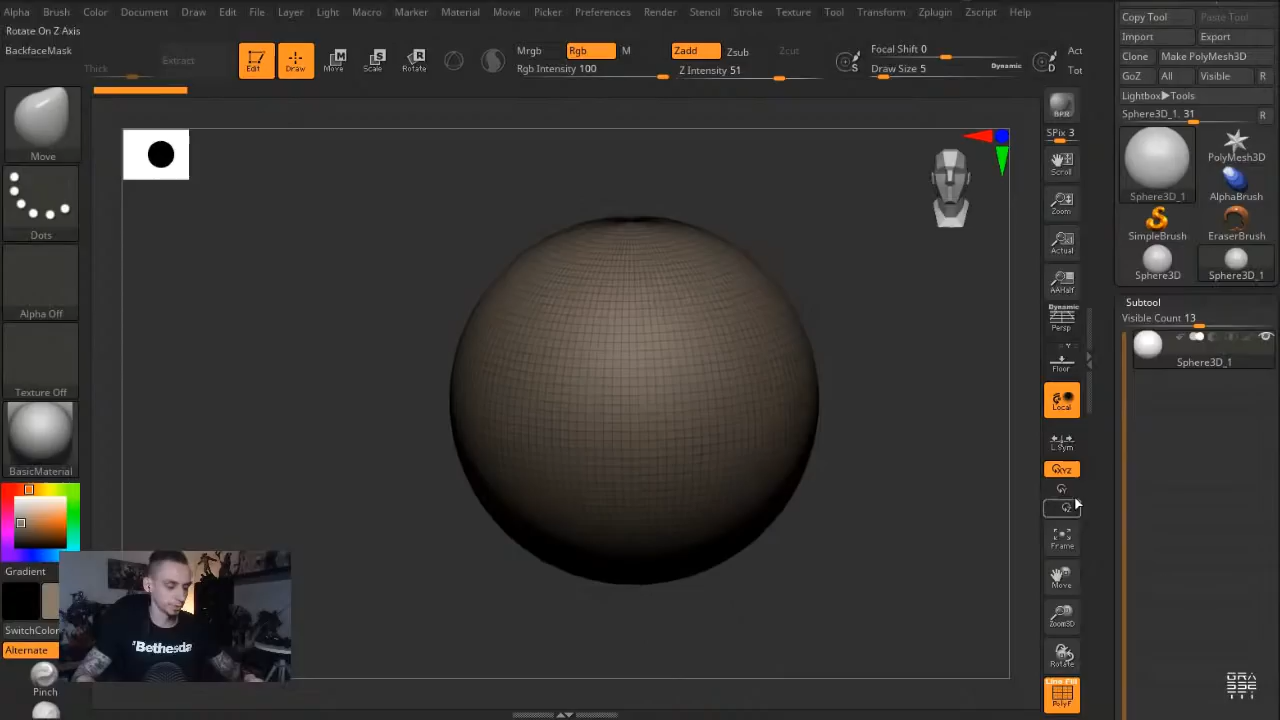 Alpha Brush Color Document Draw Edit File Layer Light Macro Marker Material Movie Picker Preferences Render Stencil Stroke Texture Tool Transform Zplugin Zscript Help
Rotate On Z Axis
BackfaceMask
Thick
Extract
Edit
Draw
Move
Scale
Rotate
Mrgb
Rgb
M
Rgb Intensity 100
Zadd
Zsub
Zcut
Z Intensity 51
S
Focal Shift 0
Draw Size 5
Dynamic
D
Act
Tot
Move
Dots
Alpha Off
Texture Off
BasicMaterial
Gradient
SwitchColor
Alternate
Pinch
Bethesda
BPR
SPix 3
Scroll
Zoom
Actual
AAHalf
Dynamic
Persp
Floor
Local
L.Sym
XYZ
Y
Z
Frame
Move
Zoom3D
Rotate
Line Fill
PolyF
Copy Tool
Paste Tool
Import
Export
Clone
Make PolyMesh3D
GoZ
All
Visible
R
Lightbox▶Tools
Sphere3D_1. 31
R
Sphere3D_1
PolyMesh3D
AlphaBrush
SimpleBrush
EraserBrush
Sphere3D
Sphere3D_1
Subtool
Visible Count 13
Sphere3D_1